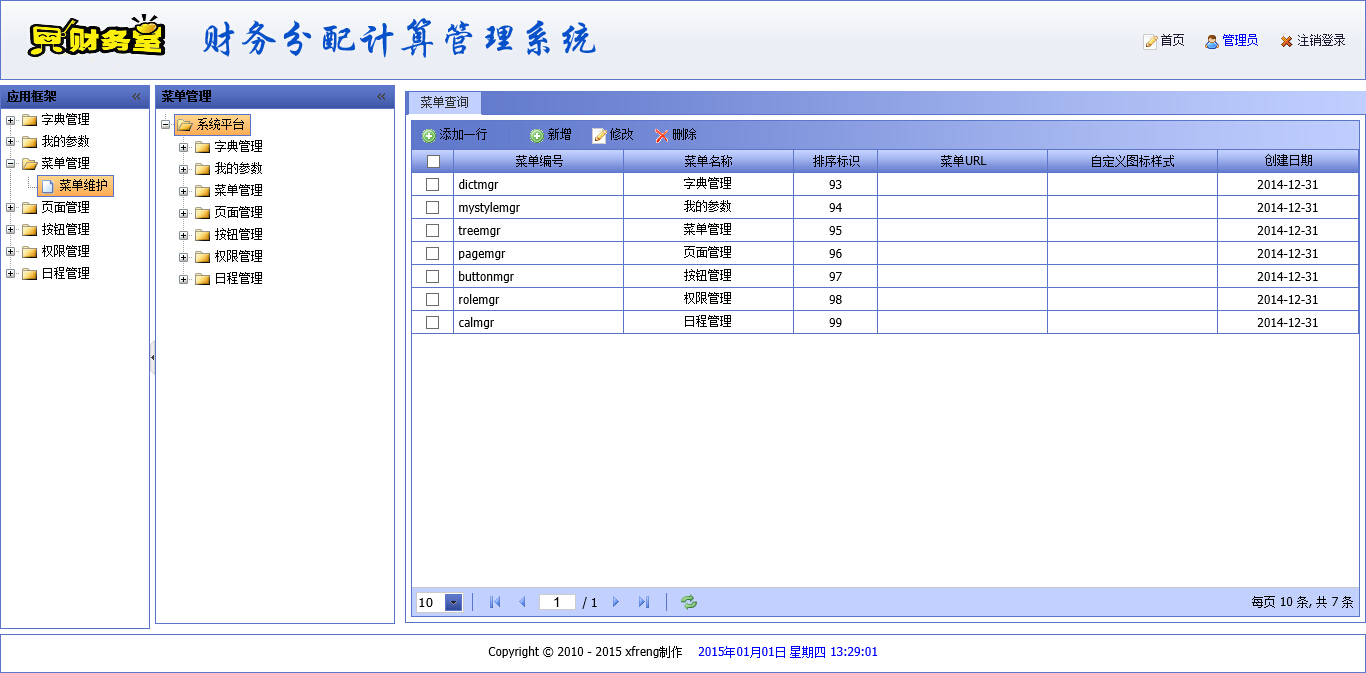 贝财务堂 财务分配计算管理系统
首页 管理员 注销登录
应用框架
字典管理
我的参数
菜单管理
菜单维护
页面管理
按钮管理
权限管理
日程管理
菜单管理
系统平台
字典管理
我的参数
菜单管理
页面管理
按钮管理
权限管理
日程管理
菜单查询
添加一行 新增 修改 删除
菜单编号 菜单名称 排序标识 菜单URL 自定义图标样式 创建日期
dictmgr 字典管理 93 2014-12-31
mystylemgr 我的参数 94 2014-12-31
treemgr 菜单管理 95 2014-12-31
pagemgr 页面管理 96 2014-12-31
buttonmgr 按钮管理 97 2014-12-31
rolemgr 权限管理 98 2014-12-31
calmgr 日程管理 99 2014-12-31
10 1 / 1 每页 10 条, 共 7 条
Copyright © 2010 - 2015 xfreng制作 2015年01月01日 星期四 13:29:01